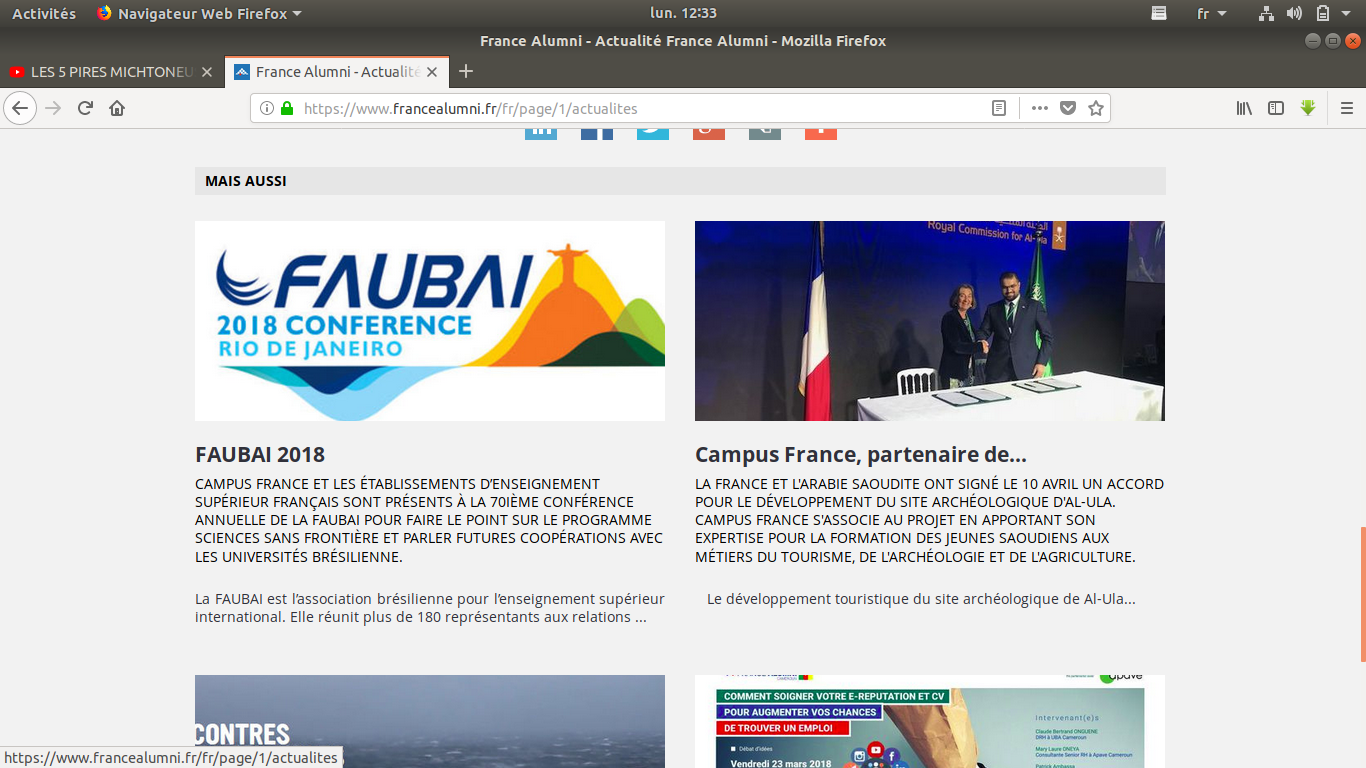 Activités Navigateur Web Firefox lun. 12:33 fr
France Alumni - Actualité France Alumni - Mozilla Firefox
LES 5 PIRES MICHTONEU France Alumni - Actualité
https://www.francealumni.fr/fr/page/1/actualites
MAIS AUSSI
FAUBAI
2018 CONFERENCE
RIO DE JANEIRO
Royal Commission for Al-Ula
FAUBAI 2018
CAMPUS FRANCE ET LES ÉTABLISSEMENTS D’ENSEIGNEMENT
SUPÉRIEUR FRANÇAIS SONT PRÉSENTS À LA 70IÈME CONFÉRENCE
ANNUELLE DE LA FAUBAI POUR FAIRE LE POINT SUR LE PROGRAMME
SCIENCES SANS FRONTIÈRE ET PARLER FUTURES COOPÉRATIONS AVEC
LES UNIVERSITÉS BRÉSILIENNE.
La FAUBAI est l’association brésilienne pour l’enseignement supérieur
international. Elle réunit plus de 180 représentants aux relations ...
Campus France, partenaire de...
LA FRANCE ET L'ARABIE SAOUDITE ONT SIGNÉ LE 10 AVRIL UN ACCORD
POUR LE DÉVELOPPEMENT DU SITE ARCHÉOLOGIQUE D'AL-ULA.
CAMPUS FRANCE S'ASSOCIE AU PROJET EN APPORTANT SON
EXPERTISE POUR LA FORMATION DES JEUNES SAOUDIENS AUX
MÉTIERS DU TOURISME, DE L'ARCHÉOLOGIE ET DE L'AGRICULTURE.
Le développement touristique du site archéologique de Al-Ula...
CONTRES
apave
COMMENT SOIGNER VOTRE E-REPUTATION ET CV
POUR AUGMENTER VOS CHANCES
DE TROUVER UN EMPLOI
Débat d'idées
Vendredi 23 mars 2018
Intervenant(e)s
Claude Bertrand ONGUENE
DRH à UBA Cameroun
Mary Laure ONEYA
Consultante Senior RH à Apave Cameroun
https://www.francealumni.fr/fr/page/1/actualites